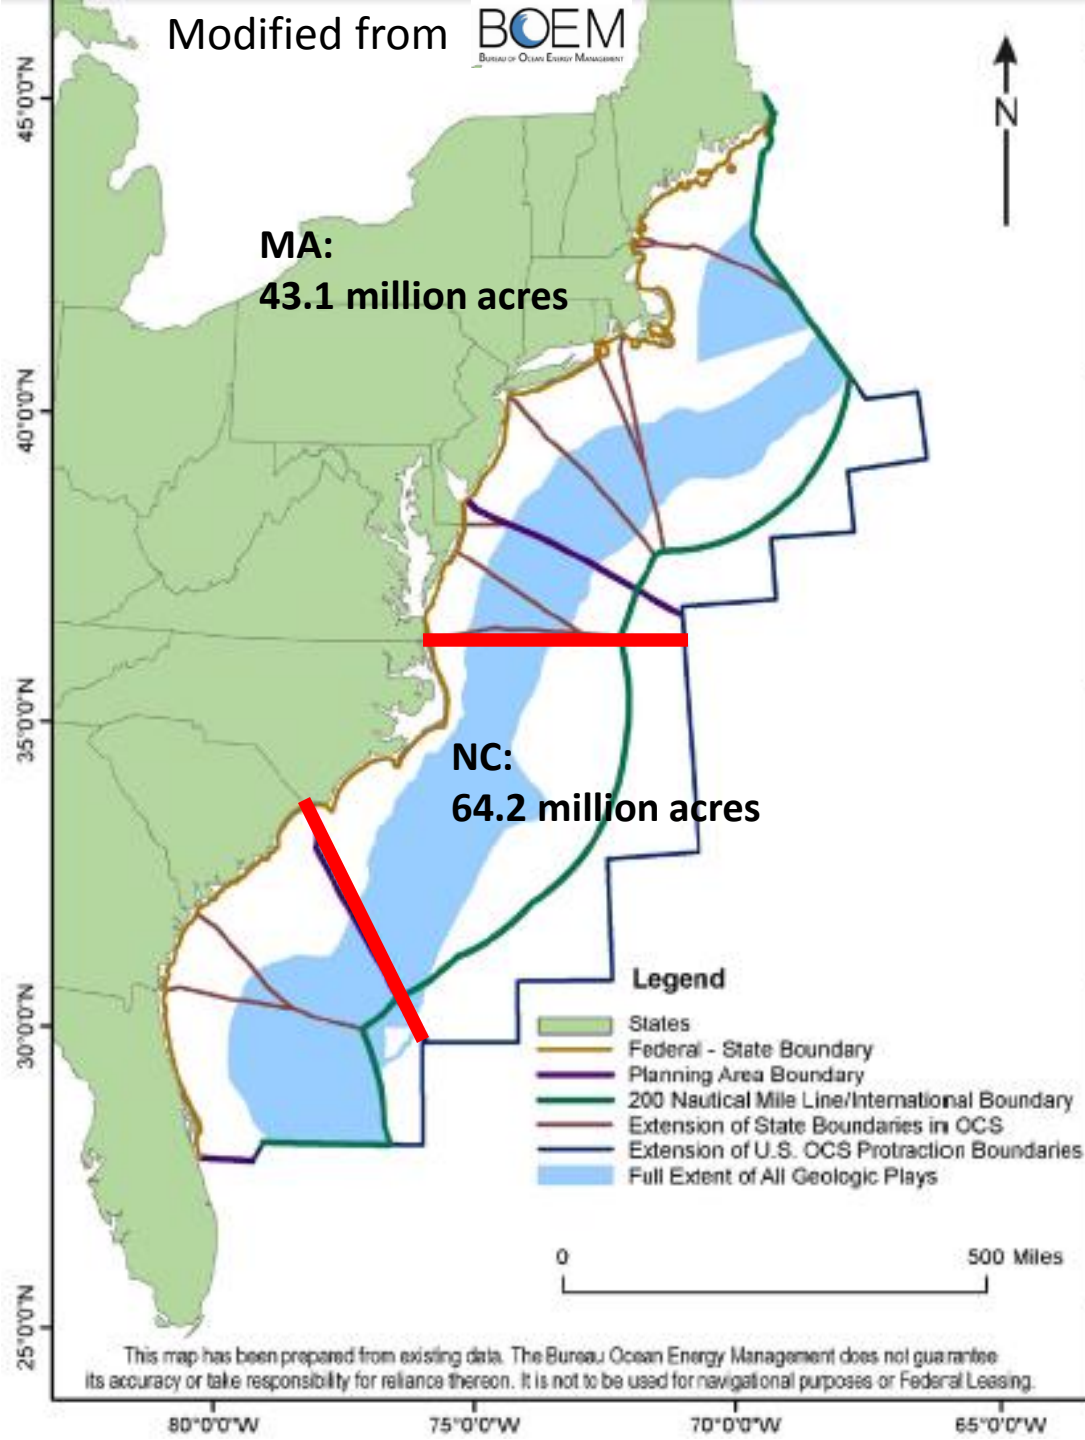 Modified from
BOEM
BUREAU OF OCEAN ENERGY MANAGEMENT
N
MA:
43.1 million acres
NC:
64.2 million acres
45°0'0"N
40°0'0"N
35°0'0"N
30°0'0"N
25°0'0"N
Legend
States
Federal - State Boundary
Planning Area Boundary
200 Nautical Mile Line/International Boundary
Extension of State Boundaries in OCS
Extension of U.S. OCS Protraction Boundaries
Full Extent of All Geologic Plays
0 500 Miles
This map has been prepared from existing data. The Bureau Ocean Energy Management does not guarantee
its accuracy or take responsibility for reliance thereon. It is not to be used for navigational purposes or Federal Leasing.
80°0'0"W 75°0'0"W 70°0'0"W 65°0'0"W